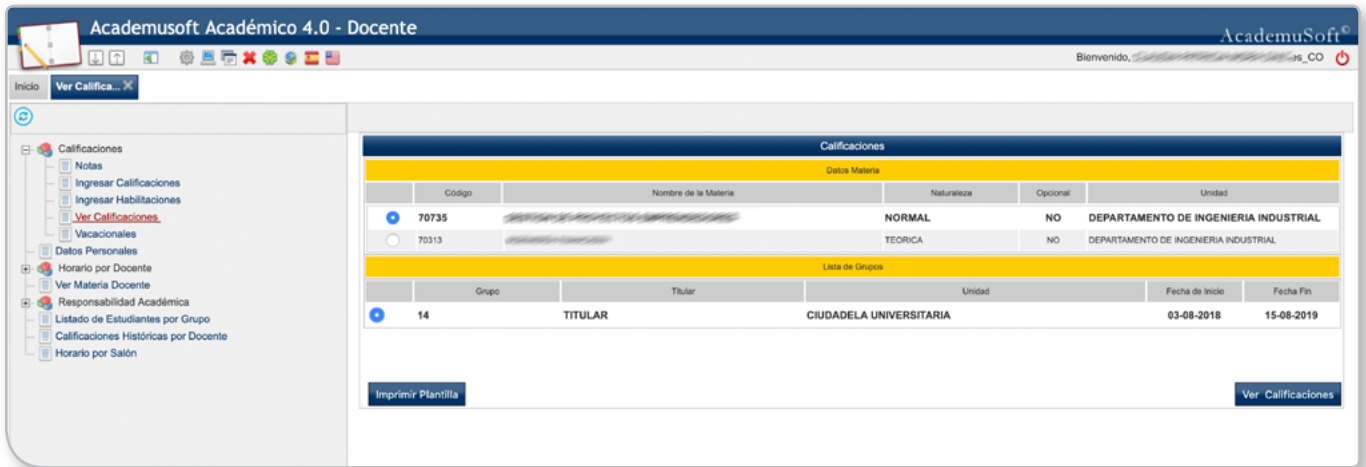 Academusoft Académico 4.0 - Docente
AcademuSoft©
Bienvenido, es_CO
Inicio Ver Califica...
Calificaciones
Notas
Ingresar Calificaciones
Ingresar Habilitaciones
Ver Calificaciones
Vacacionales
Datos Personales
Horario por Docente
Ver Materia Docente
Responsabilidad Académica
Listado de Estudiantes por Grupo
Calificaciones Históricas por Docente
Horario por Salón
Calificaciones
Datos Materia
Código Nombre de la Materia Naturaleza Opcional Unidad
70735 NORMAL NO DEPARTAMENTO DE INGENIERIA INDUSTRIAL
70313 TEORICA NO DEPARTAMENTO DE INGENIERIA INDUSTRIAL
Lista de Grupos
Grupo Titular Unidad Fecha de Inicio Fecha Fin
14 TITULAR CIUDADELA UNIVERSITARIA 03-08-2018 15-08-2019
Imprimir Plantilla Ver Calificaciones